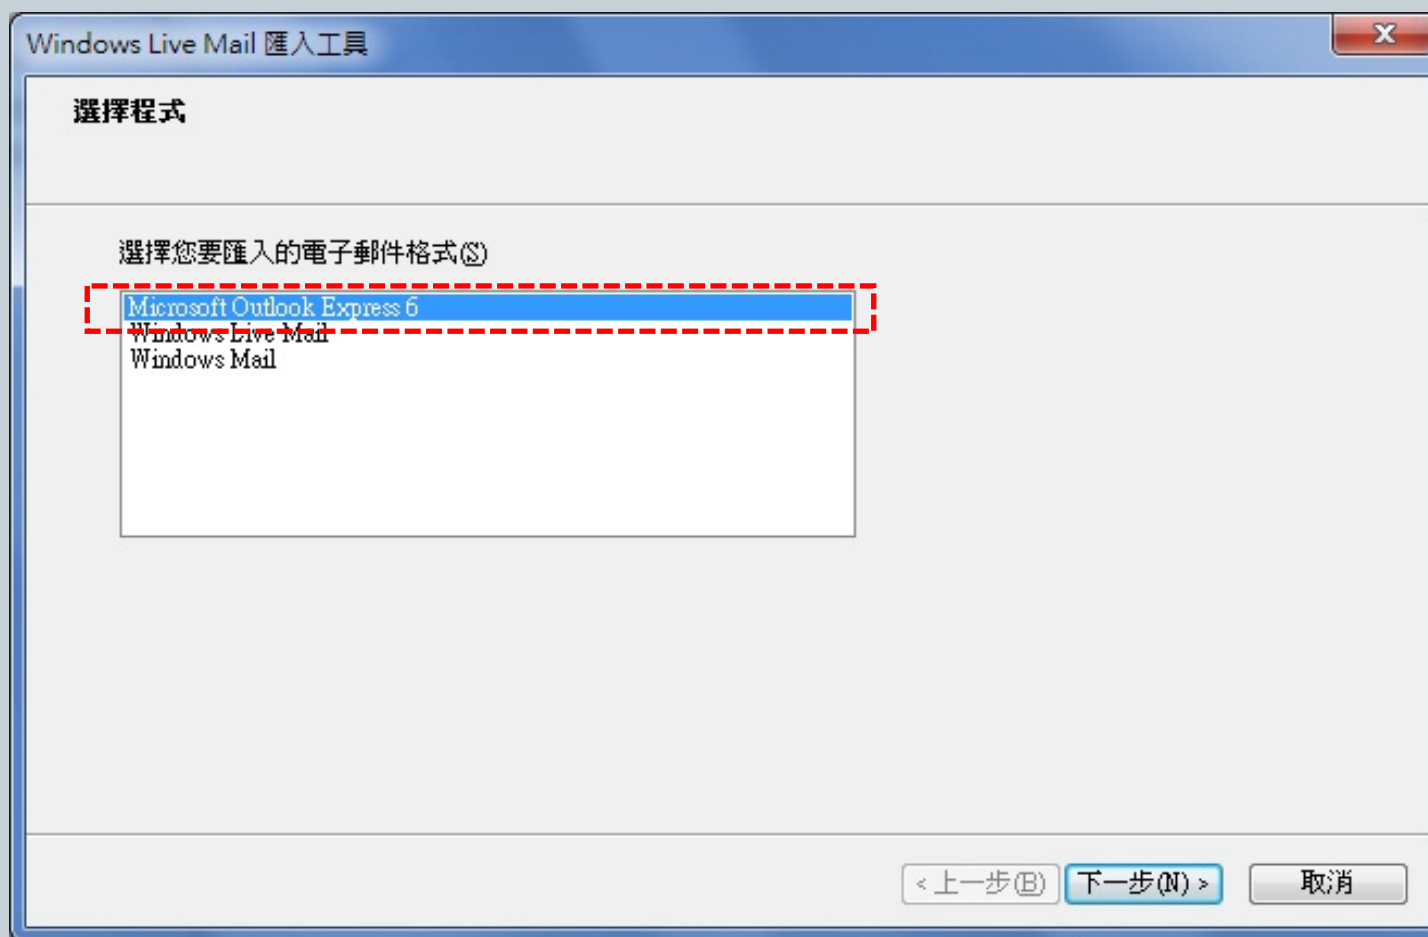 Windows Live Mail 匯入工具
選擇程式
選擇您要匯入的電子郵件格式(S)
Microsoft Outlook Express 6
Windows Live Mail
Windows Mail
< 上一步(B)
下一步(N) >
取消